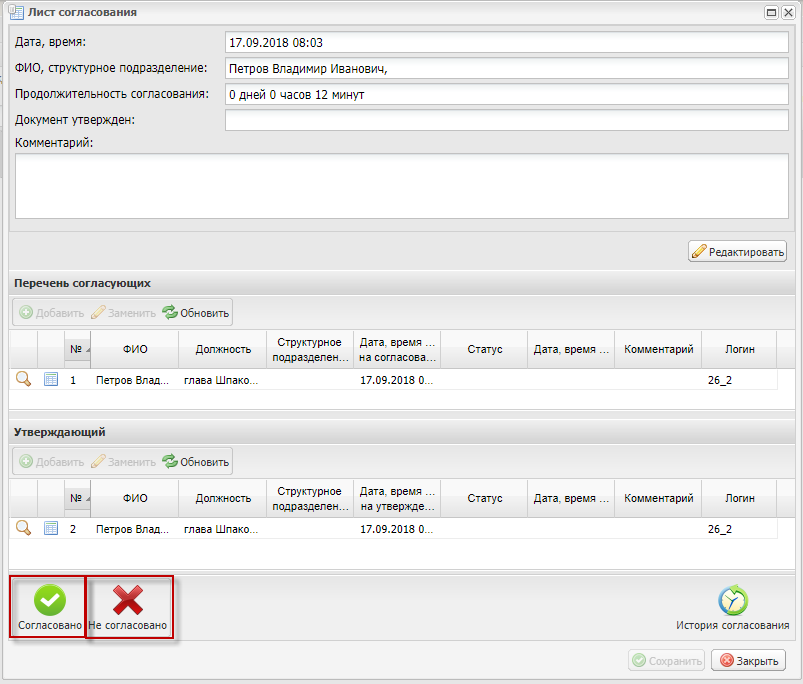 Лист согласования
Дата, время: 17.09.2018 08:03
ФИО, структурное подразделение: Петров Владимир Иванович,
Продолжительность согласования: 0 дней 0 часов 12 минут
Документ утвержден:
Комментарий:
Редактировать
Перечень согласующих
Добавить Заменить Обновить
№ ФИО Должность Структурное подразделен... Дата, время ... на согласова... Статус Дата, время ... Комментарий Логин
1 Петров Влад... глава Шпако... 17.09.2018 0... 26_2
Утверждающий
Добавить Заменить Обновить
№ ФИО Должность Структурное подразделен... Дата, время ... на утвержде... Статус Дата, время ... Комментарий Логин
2 Петров Влад... глава Шпако... 17.09.2018 0... 26_2
Согласовано Не согласовано История согласования
Сохранить Закрыть